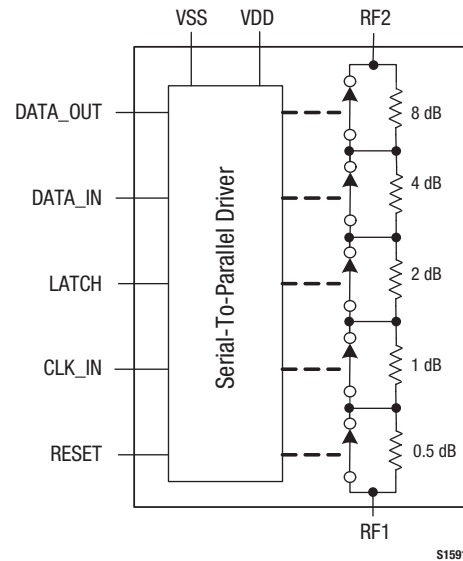 VSS VDD RF2
DATA_OUT
8 dB
DATA_IN
4 dB
Serial-To-Parallel Driver
LATCH
2 dB
CLK_IN
1 dB
RESET
0.5 dB
RF1
S1591